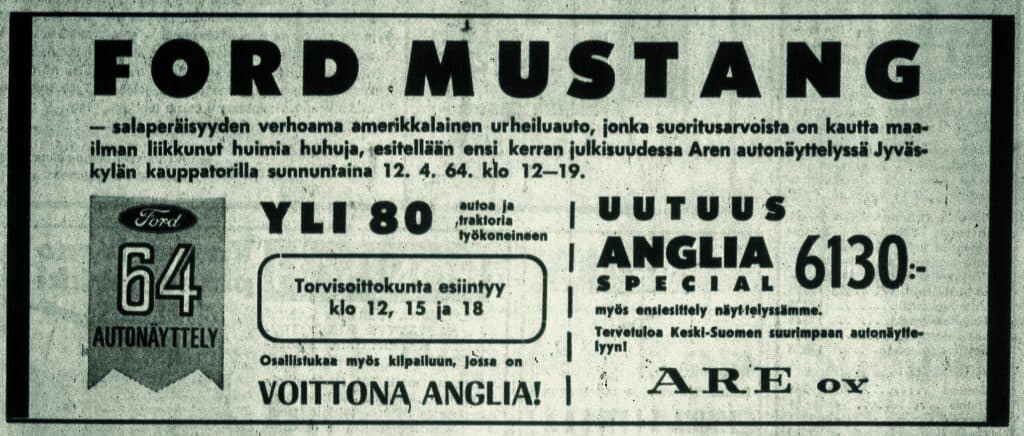 FORD MUSTANG
— salaperäisyyden verhoama amerikkalainen urheiluauto, jonka suoritusarvoista on kautta maa-
ilman liikkunut huimia huhuja, esitellään ensi kerran julkisuudessa Aren autonäyttelyssä Jyväs-
kylän kauppatorilla sunnuntaina 12. 4. 64. klo 12—19.
Ford
64
AUTONÄYTTELY
YLI 80
autoa ja
traktoria
työkoneineen
Torvisoittokunta esiintyy
klo 12, 15 ja 18
Osallistukaa myös kilpailuun, jossa on
VOITTONA ANGLIA!
UUTUUS
ANGLIA
SPECIAL
6130:-
myös ensiesittely näyttelyssämme.
Tervetuloa Keski-Suomen suurimpaan autonäytte-
lyyn!
ARE OY